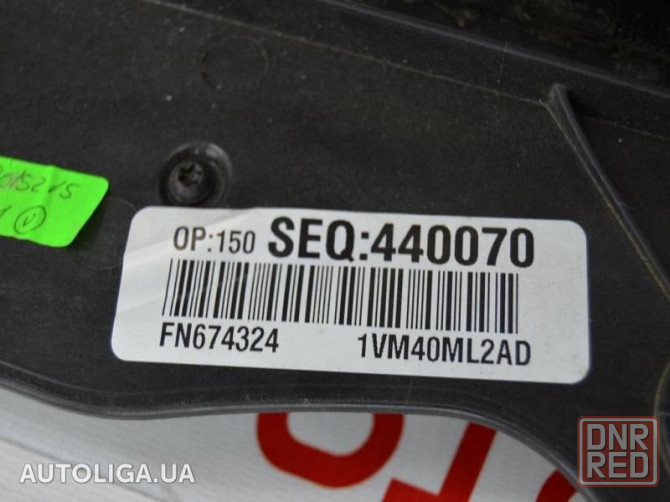 OP:150 SEQ:440070
FN674324 1VM40ML2AD
AUTOLIGA.UA
DNR
RED